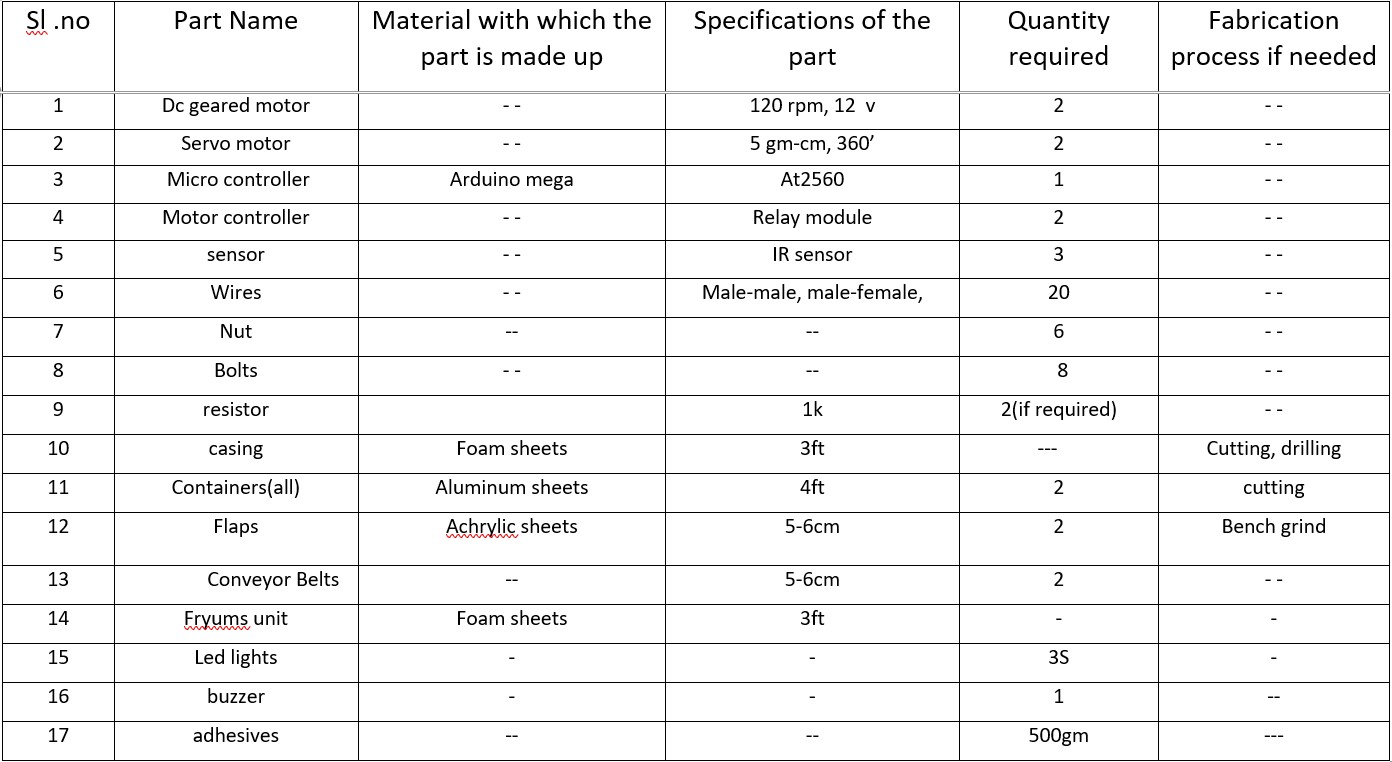 Sl .no Part Name Material with which the part is made up Specifications of the part Quantity required Fabrication process if needed
1 Dc geared motor - - 120 rpm, 12 v 2 - -
2 Servo motor - - 5 gm-cm, 360’ 2 - -
3 Micro controller Arduino mega At2560 1 - -
4 Motor controller - - Relay module 2 - -
5 sensor - - IR sensor 3 - -
6 Wires - - Male-male, male-female, 20 - -
7 Nut -- -- 6 - -
8 Bolts - - -- 8 - -
9 resistor 1k 2(if required) - -
10 casing Foam sheets 3ft --- Cutting, drilling
11 Containers(all) Aluminum sheets 4ft 2 cutting
12 Flaps Achrylic sheets 5-6cm 2 Bench grind
13 Conveyor Belts -- 5-6cm 2 - -
14 Fryums unit Foam sheets 3ft - -
15 Led lights - - 3S -
16 buzzer - - 1 --
17 adhesives -- -- 500gm ---